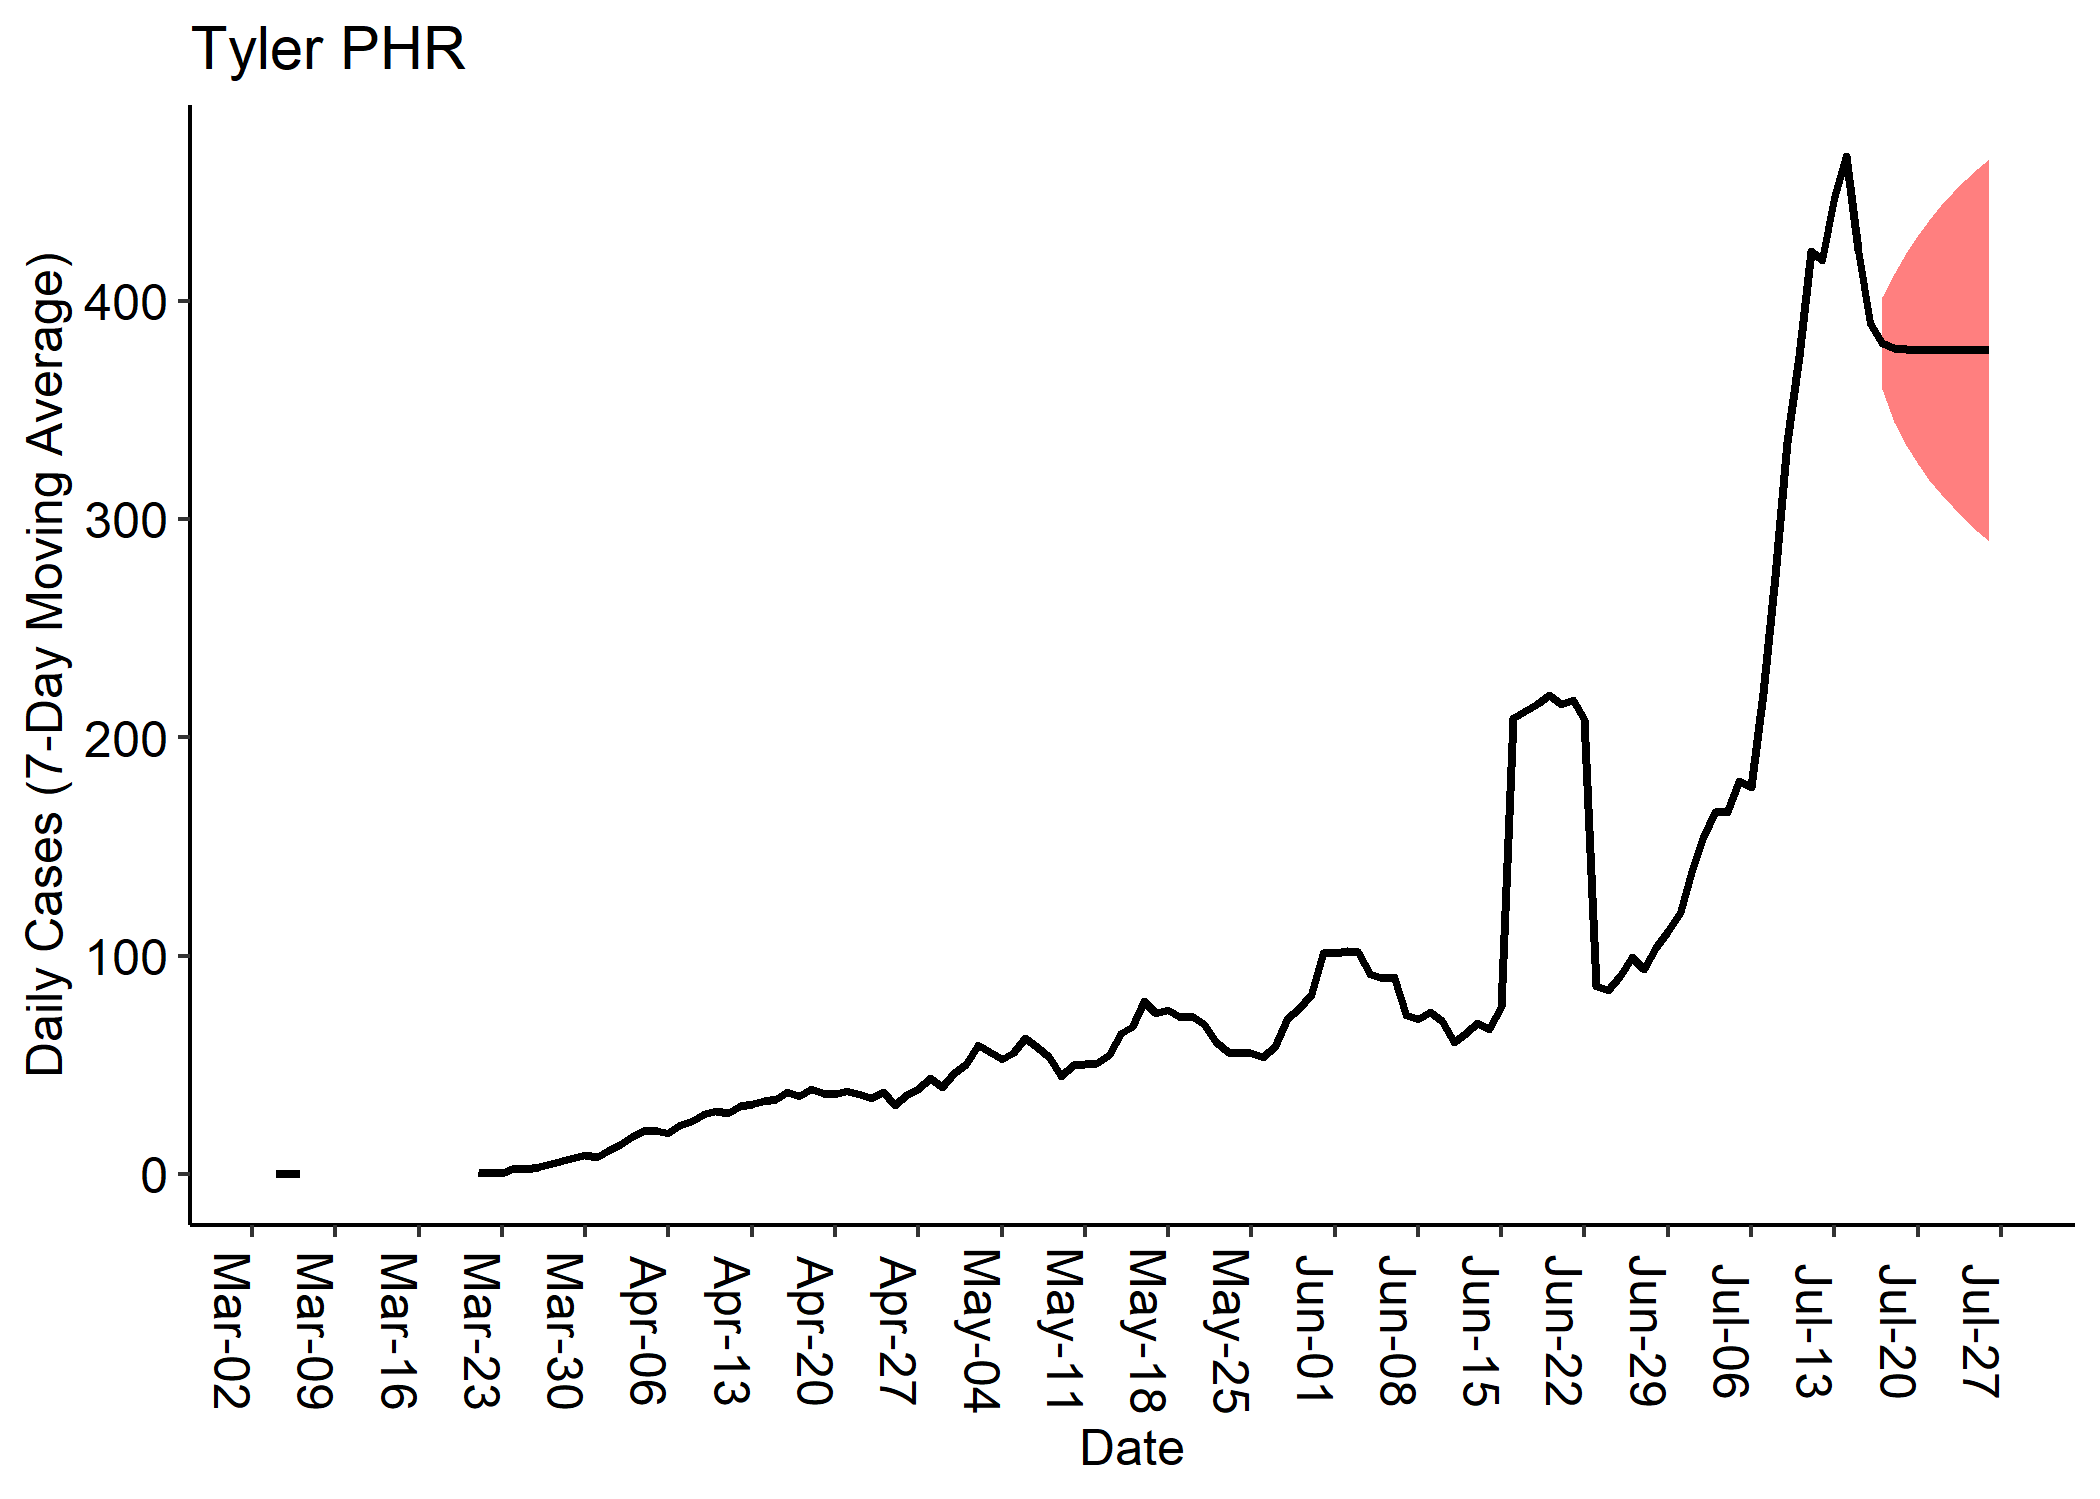 Tyler PHR
Daily Cases (7-Day Moving Average)
400
300
200
100
0
Mar-02
Mar-09
Mar-16
Mar-23
Mar-30
Apr-06
Apr-13
Apr-20
Apr-27
May-04
May-11
May-18
May-25
Jun-01
Jun-08
Jun-15
Jun-22
Jun-29
Jul-06
Jul-13
Jul-20
Jul-27
Date